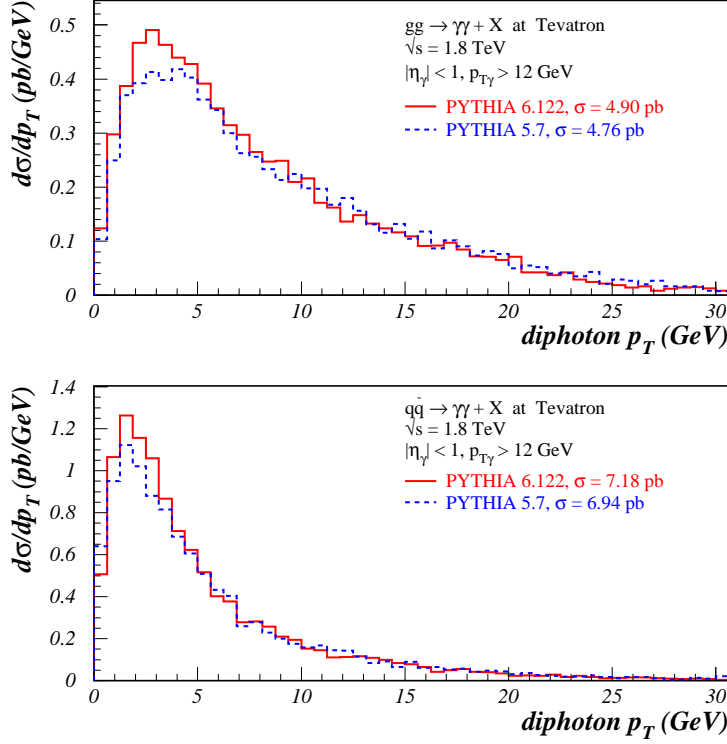 dσ/dp_T (pb/GeV)
0.5
0.4
0.3
0.2
0.1
0
gg → γγ + X at Tevatron
√s = 1.8 TeV
|η_γ| < 1, p_Tγ > 12 GeV
PYTHIA 6.122, σ = 4.90 pb
PYTHIA 5.7, σ = 4.76 pb
0 5 10 15 20 25 30
diphoton p_T (GeV)
dσ/dp_T (pb/GeV)
1.4
1.2
1
0.8
0.6
0.4
0.2
0
qq̄ → γγ + X at Tevatron
√s = 1.8 TeV
|η_γ| < 1, p_Tγ > 12 GeV
PYTHIA 6.122, σ = 7.18 pb
PYTHIA 5.7, σ = 6.94 pb
0 5 10 15 20 25 30
diphoton p_T (GeV)